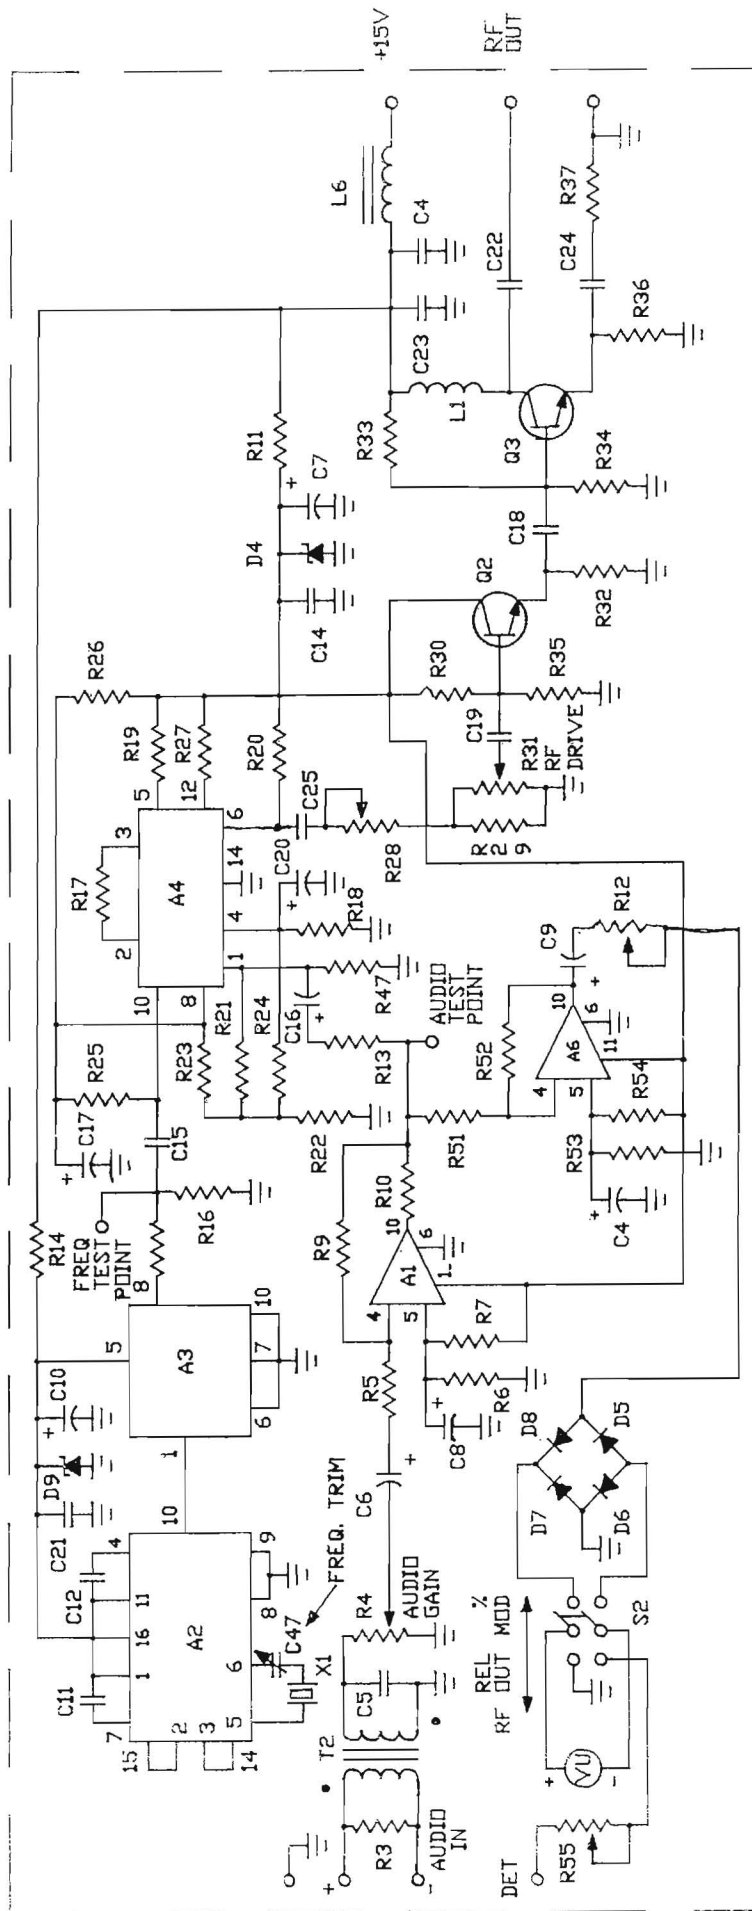 +15V
RF
OUT
L6
C4
C23
C22
L1
R33
R37
C24
R36
Q3
R34
C18
R11
C7
+
D4
C14
Q2
R32
R26
R30
R35
R19
R27
R20
C19
R31
RF
DRIVE
C25
R28
R
2
9
C20
+
R17
A4
2
3
5
12
6
14
4
1
8
10
R18
R47
C16
+
R21
R23
R24
R22
R25
C17
+
C15
R16
FREQ
TEST
POINT
R14
R13
AUDIO
TEST
POINT
A3
5
8
10
7
6
1
C10
+
D9
C21
C12
C11
A2
4
11
16
1
7
15
2
3
14
5
6
8
9
10
C47
FREQ. TRIM
X1
R9
R10
A1
10
6
1
4
5
R5
R7
R6
C8
+
C6
+
R4
AUDIO
GAIN
C5
T2
R3
+
-
AUDIO
IN
R51
R52
A6
4
5
10
6
11
C9
+
R12
R53
R54
C4
+
D8
D5
D7
D6
S2
%
MOD
REL
RF OUT
VU
+
-
DET
R55